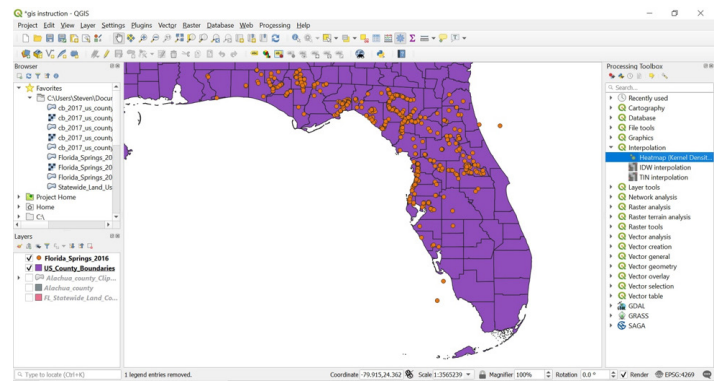 *gis instruction - QGIS
Project Edit View Layer Settings Plugins Vector Raster Database Web Processing Help
Browser
Favorites
C:\Users\Steven\Docu
cb_2017_us_county
cb_2017_us_county
cb_2017_us_county
cb_2017_us_county
Florida_Springs_20
Florida_Springs_20
Florida_Springs_20
Statewide_Land_Us
Project Home
Home
C:\
Layers
Florida_Springs_2016
US_County_Boundaries
Alachua_county_Clip...
Alachua_county
FL_Statewide_Land_Co...
Processing Toolbox
Search...
Recently used
Cartography
Database
File tools
Graphics
Interpolation
Heatmap (Kernel Densit...
IDW interpolation
TIN interpolation
Layer tools
Network analysis
Raster analysis
Raster terrain analysis
Raster tools
Vector analysis
Vector creation
Vector general
Vector geometry
Vector overlay
Vector selection
Vector table
GDAL
GRASS
SAGA
Type to locate (Ctrl+K) 1 legend entries removed. Coordinate -79.915,24.362 Scale 1:3565239 Magnifier 100% Rotation 0.0 ° Render EPSG:4269